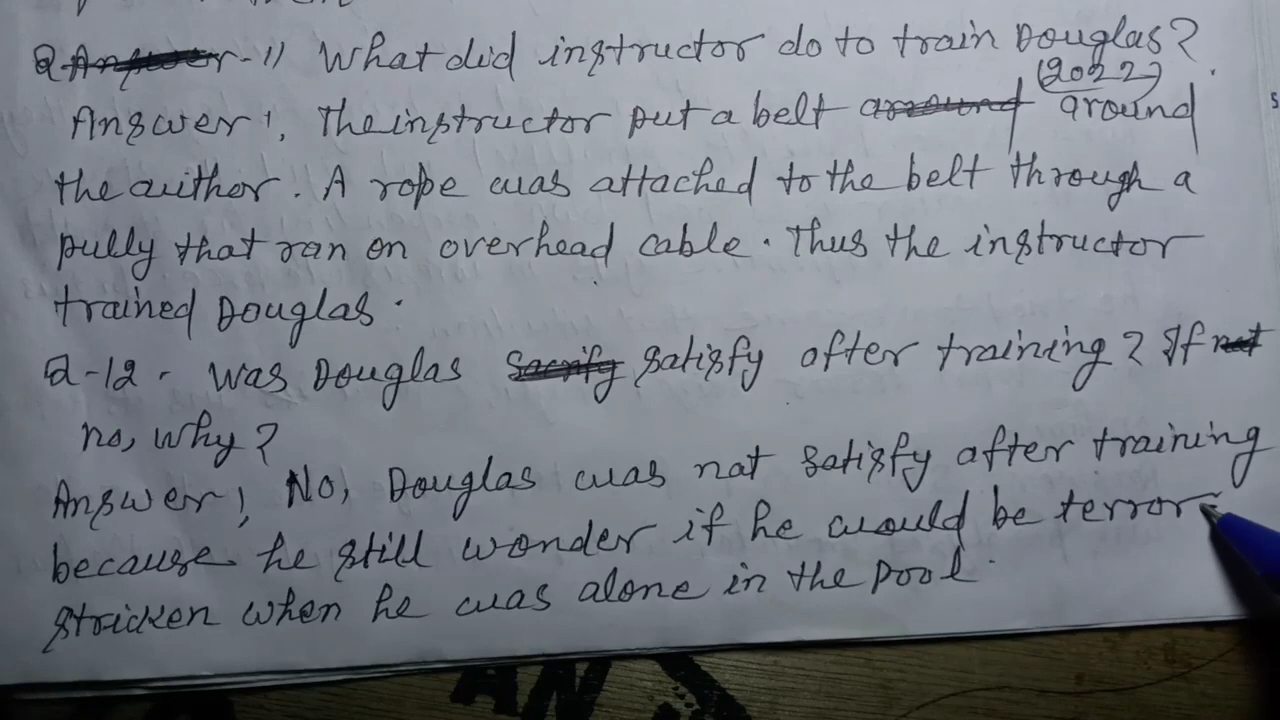 Q-11 What did instructor do to train Douglas?
(2022)
Answer:, The instructor put a belt around
the author. A rope was attached to the belt through a
pully that ran on overhead cable. Thus the instructor
trained Douglas.
Q-12. Was Douglas satisfy after training? If
no, Why?
Answer:, No, Douglas was not satisfy after training
because he still wonder if he would be terror-
stricken when he was alone in the pool.
AN